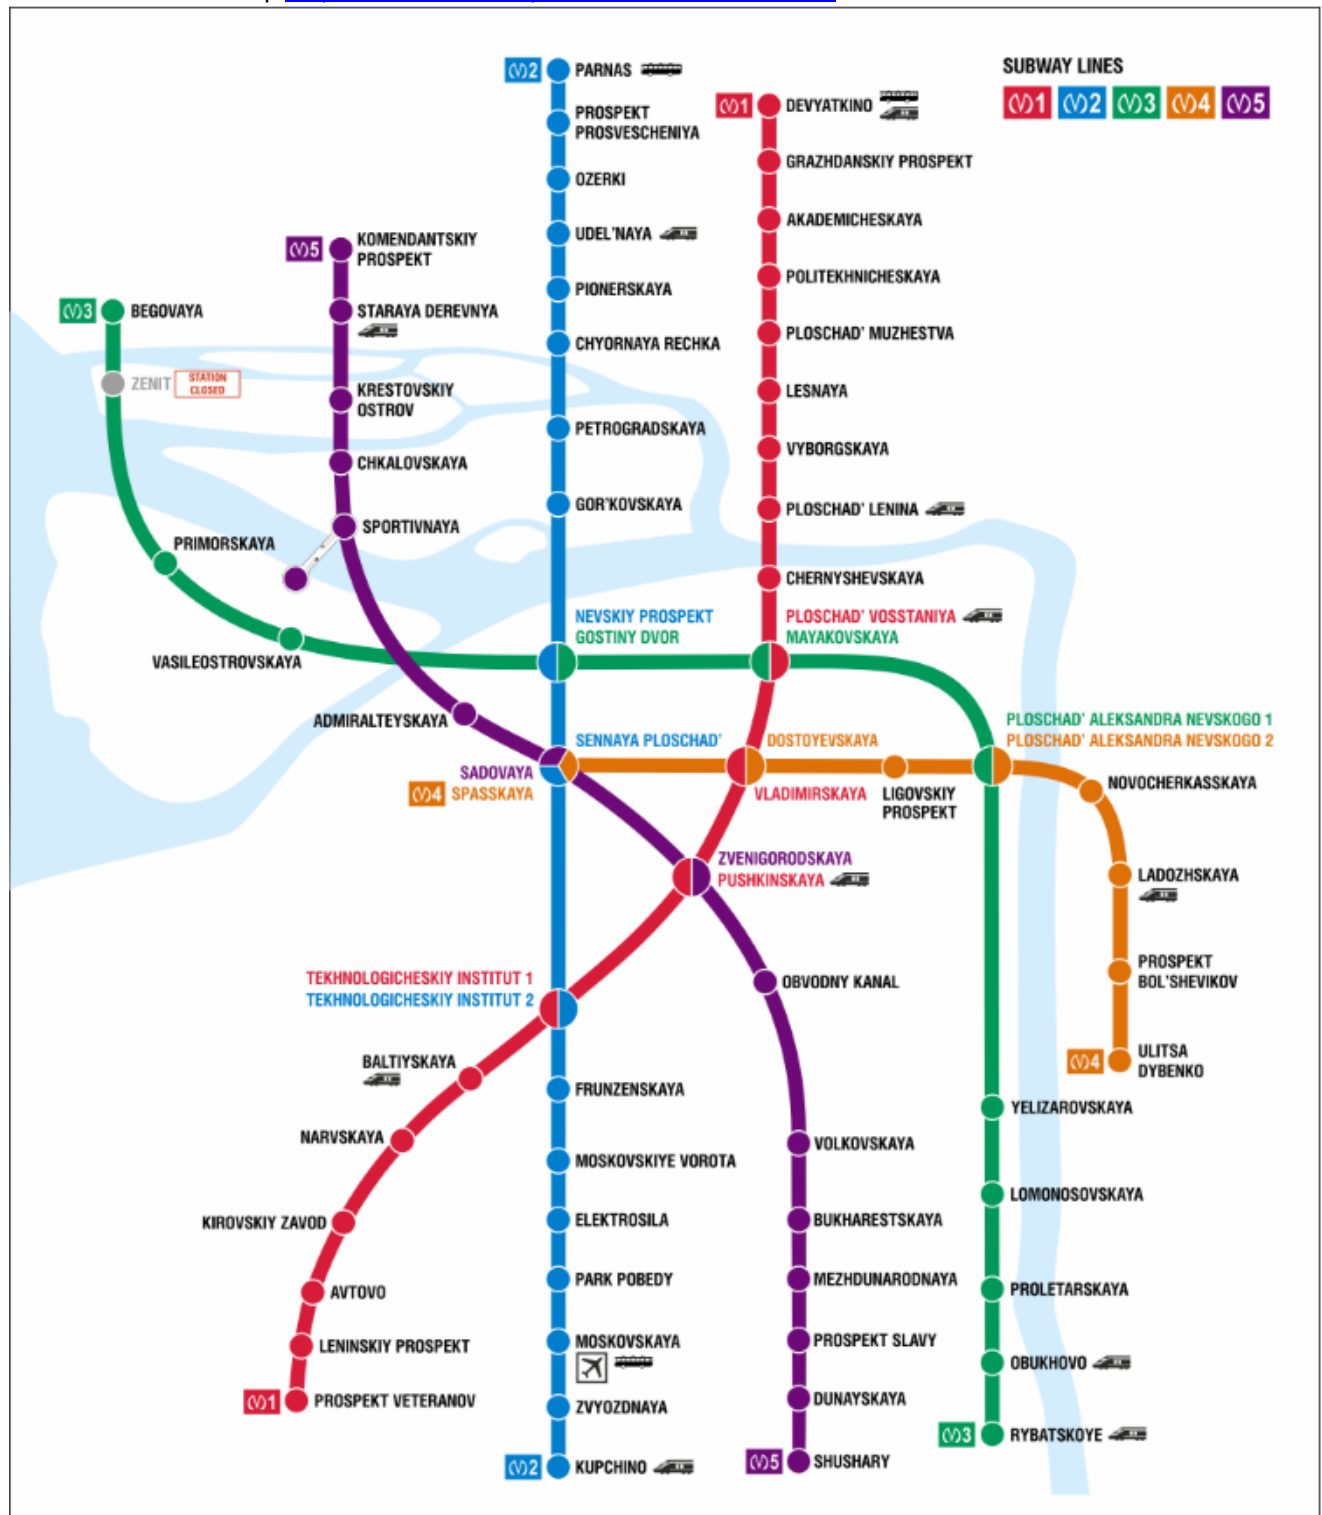 SUBWAY LINES
1 2 3 4 5
2 PARNAS
PROSPEKT
PROSVESCHENIYA
OZERKI
UDEL'NAYA
PIONERSKAYA
CHYORNAYA RECHKA
PETROGRADSKAYA
GOR'KOVSKAYA
NEVSKIY PROSPEKT
GOSTINY DVOR
SENNAYA PLOSCHAD'
SADOVAYA
4 SPASSKAYA
TEKHNOLOGICHESKIY INSTITUT 1
TEKHNOLOGICHESKIY INSTITUT 2
FRUNZENSKAYA
MOSKOVSKIYE VOROTA
ELEKTROSILA
PARK POBEDY
MOSKOVSKAYA
ZVYOZDNAYA
2 KUPCHINO
1 DEVYATKINO
GRAZHDANSKIY PROSPEKT
AKADEMICHESKAYA
POLITEKHNICHESKAYA
PLOSCHAD' MUZHESTVA
LESNAYA
VYBORGSKAYA
PLOSCHAD' LENINA
CHERNYSHEVSKAYA
PLOSCHAD' VOSSTANIYA
MAYAKOVSKAYA
DOSTOYEVSKAYA
VLADIMIRSKAYA
ZVENIGORODSKAYA
PUSHKINSKAYA
BALTIYSKAYA
NARVSKAYA
KIROVSKIY ZAVOD
AVTOVO
LENINSKIY PROSPEKT
1 PROSPEKT VETERANOV
5 KOMENDANTSKIY
PROSPEKT
STARAYA DEREVNYA
KRESTOVSKIY
OSTROV
CHKALOVSKAYA
SPORTIVNAYA
ADMIRALTEYSKAYA
OBVODNY KANAL
VOLKOVSKAYA
BUKHARESTSKAYA
MEZHDUNARODNAYA
PROSPEKT SLAVY
DUNAYSKAYA
5 SHUSHARY
3 BEGOVAYA
ZENIT STATION
CLOSED
PRIMORSKAYA
VASILEOSTROVSKAYA
PLOSCHAD' ALEKSANDRA NEVSKOGO 1
PLOSCHAD' ALEKSANDRA NEVSKOGO 2
LIGOVSKIY
PROSPEKT
NOVOCHERKASSKAYA
LADOZHSKAYA
PROSPEKT
BOL'SHEVIKOV
4 ULITSA
DYBENKO
YELIZAROVSKAYA
LOMONOSOVSKAYA
PROLETARSKAYA
OBUKHOVO
3 RYBATSKOYE